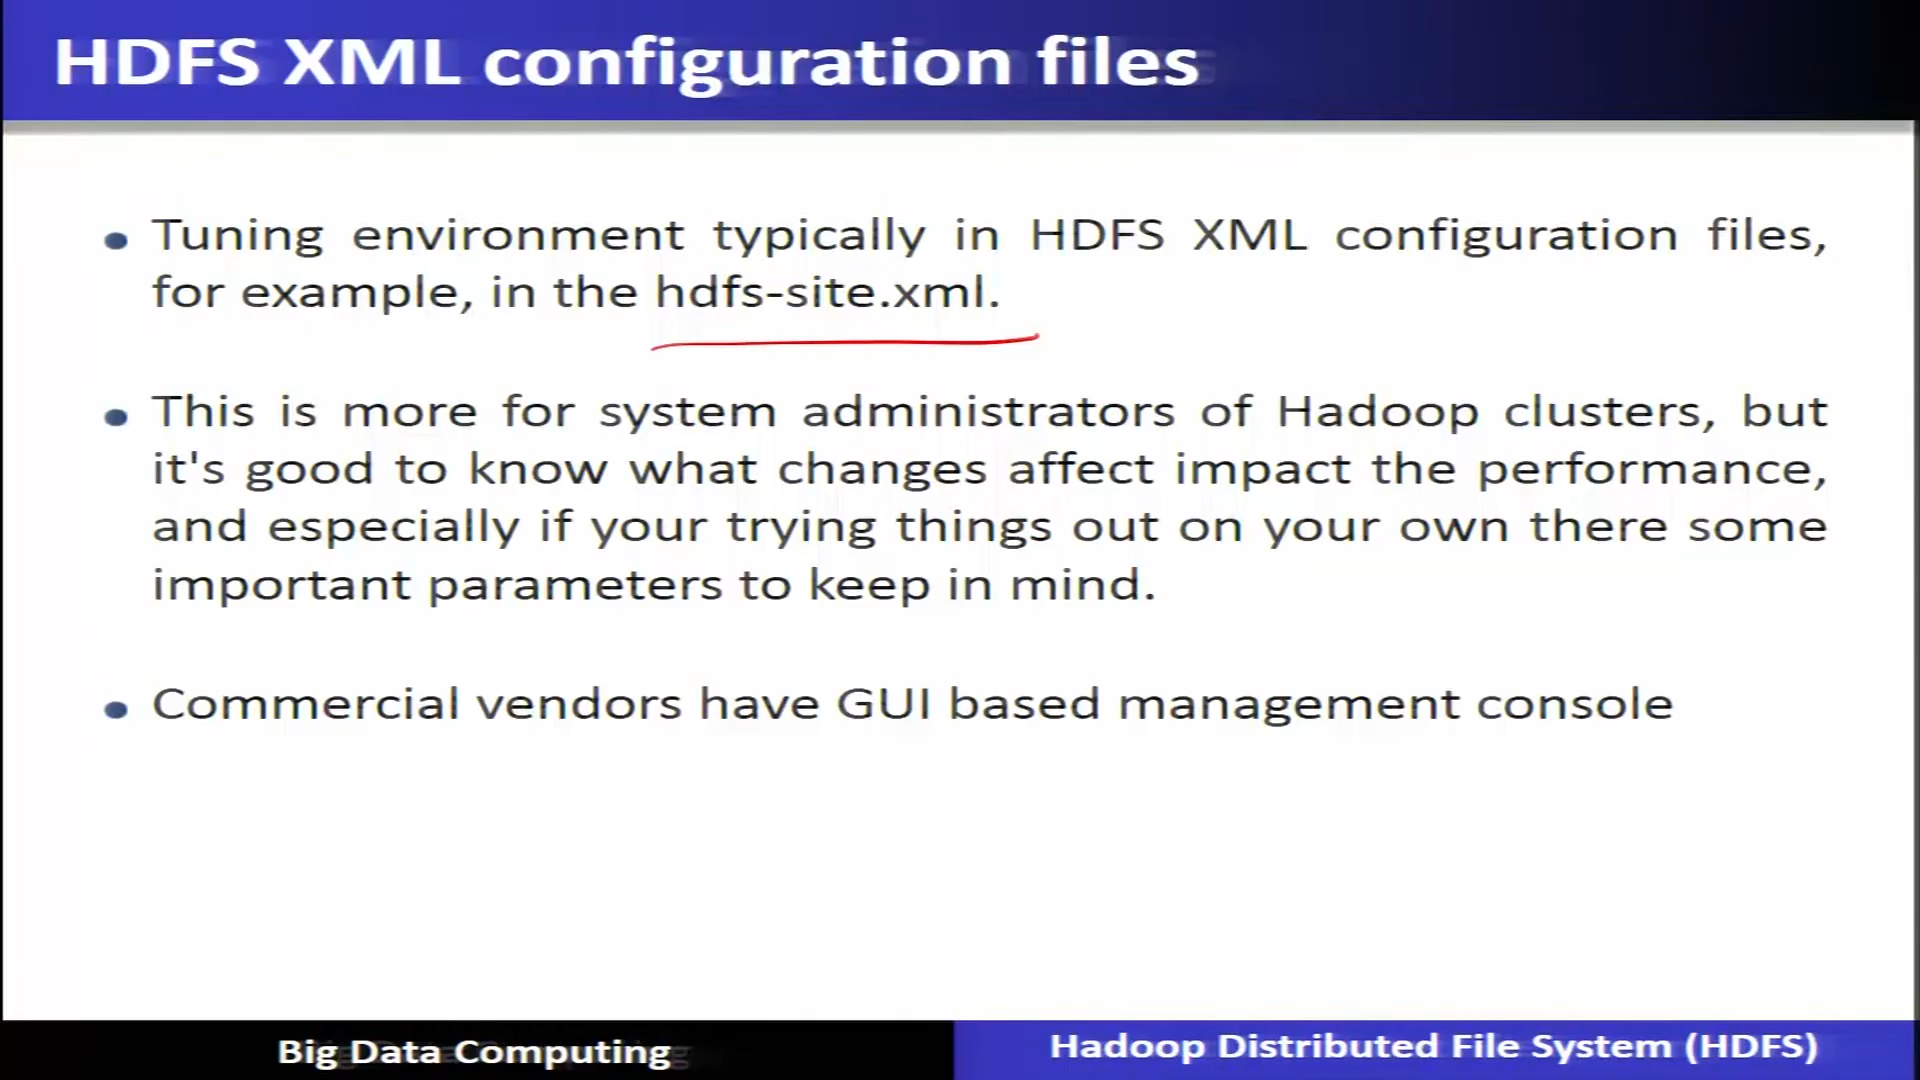 HDFS XML configuration files
Tuning environment typically in HDFS XML configuration files,
for example, in the hdfs-site.xml.
This is more for system administrators of Hadoop clusters, but
it's good to know what changes affect impact the performance,
and especially if your trying things out on your own there some
important parameters to keep in mind.
Commercial vendors have GUI based management console
Big Data Computing
Hadoop Distributed File System (HDFS)